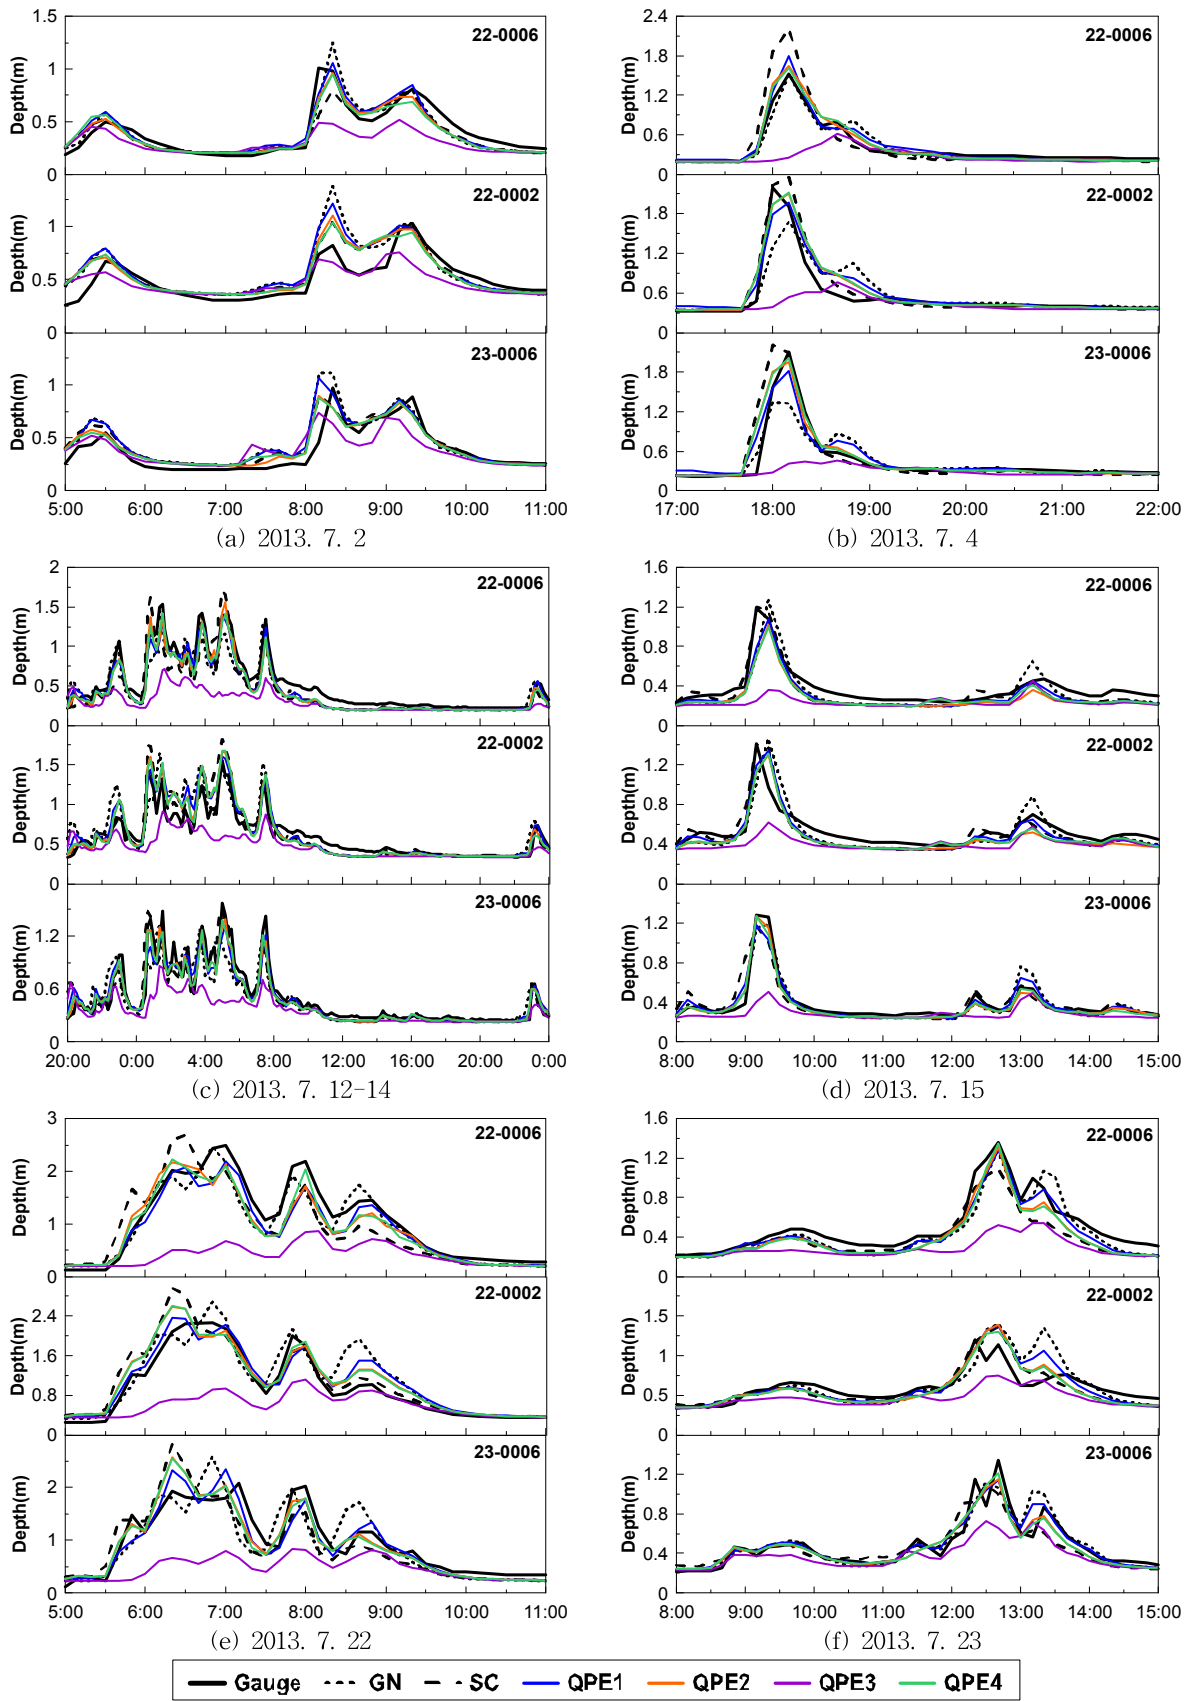 1.5
22-0006
Depth(m)
1
0.5
0
22-0002
Depth(m)
1
0.5
0
23-0006
Depth(m)
1
0.5
0
5:00 6:00 7:00 8:00 9:00 10:00 11:00
(a) 2013. 7. 2
2.4
22-0006
Depth(m)
1.8
1.2
0.6
0
22-0002
Depth(m)
1.8
1.2
0.6
0
23-0006
Depth(m)
1.8
1.2
0.6
0
17:00 18:00 19:00 20:00 21:00 22:00
(b) 2013. 7. 4
2
22-0006
Depth(m)
1.5
1
0.5
0
22-0002
Depth(m)
1.5
1
0.5
0
23-0006
Depth(m)
1.2
0.6
0
20:00 0:00 4:00 8:00 12:00 16:00 20:00 0:00
(c) 2013. 7. 12-14
1.6
22-0006
Depth(m)
1.2
0.8
0.4
0
22-0002
Depth(m)
1.2
0.8
0.4
0
23-0006
Depth(m)
1.2
0.8
0.4
0
8:00 9:00 10:00 11:00 12:00 13:00 14:00 15:00
(d) 2013. 7. 15
3
22-0006
Depth(m)
2
1
0
22-0002
Depth(m)
2.4
1.6
0.8
0
23-0006
Depth(m)
2
1
0
5:00 6:00 7:00 8:00 9:00 10:00 11:00
(e) 2013. 7. 22
1.6
22-0006
Depth(m)
1.2
0.8
0.4
0
22-0002
Depth(m)
1.5
1
0.5
0
23-0006
Depth(m)
1.2
0.8
0.4
0
8:00 9:00 10:00 11:00 12:00 13:00 14:00 15:00
(f) 2013. 7. 23
Gauge GN SC QPE1 QPE2 QPE3 QPE4